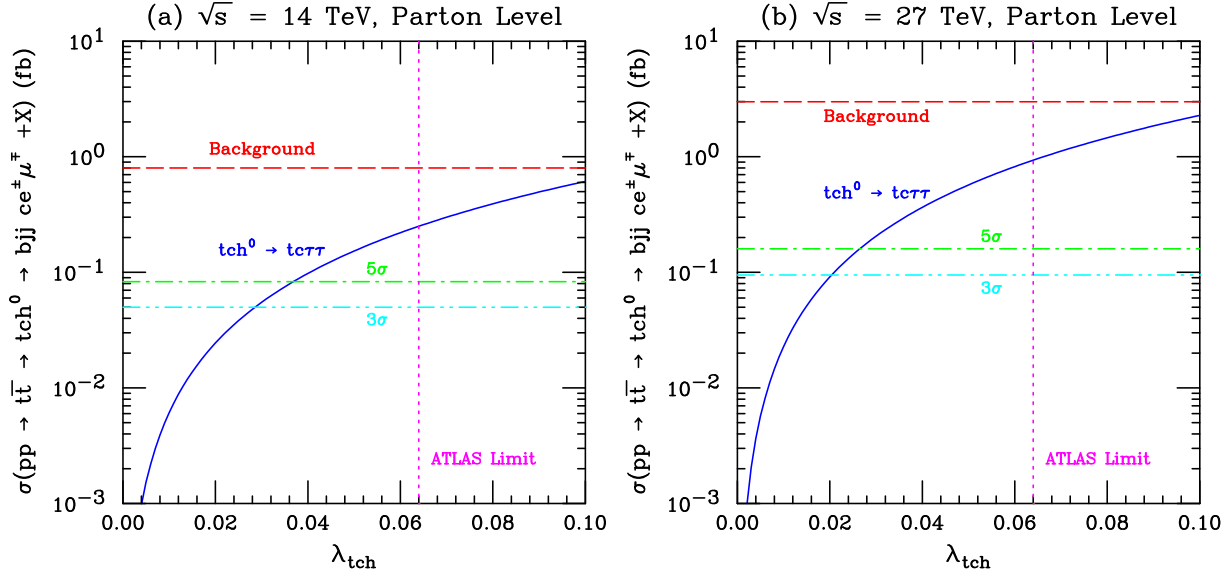 (a) √s = 14 TeV, Parton Level
σ(pp → tt̅ → tch⁰ → bjj ce±μ∓ +X) (fb)
10¹
10⁰
10⁻¹
10⁻²
10⁻³
Background
tch⁰ → tcττ
5σ
3σ
ATLAS Limit
0.00 0.02 0.04 0.06 0.08 0.10
λtch
(b) √s = 27 TeV, Parton Level
σ(pp → tt̅ → tch⁰ → bjj ce±μ∓ +X) (fb)
10¹
10⁰
10⁻¹
10⁻²
10⁻³
Background
tch⁰ → tcττ
5σ
3σ
ATLAS Limit
0.00 0.02 0.04 0.06 0.08 0.10
λtch